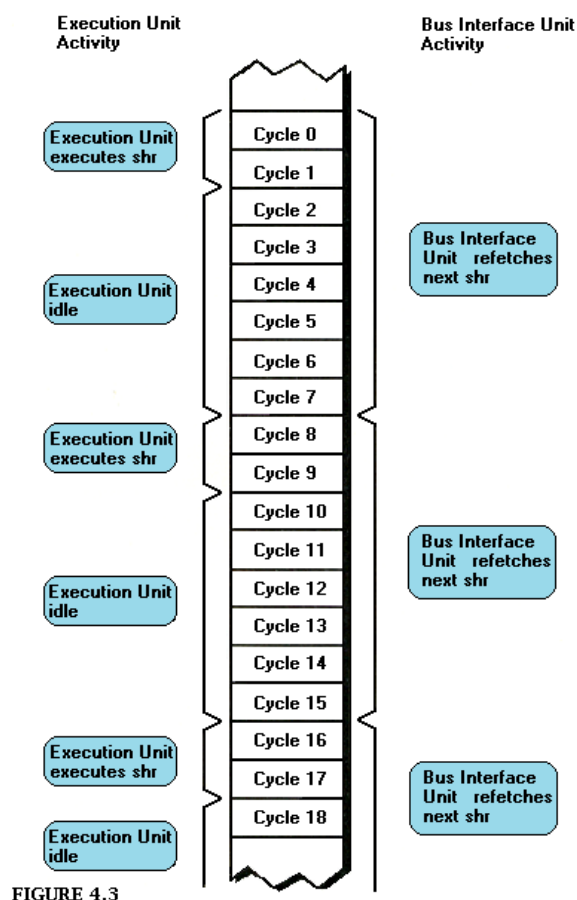 Execution Unit
Activity
Bus Interface Unit
Activity
Execution Unit
executes shr
Cycle 0
Cycle 1
Cycle 2
Cycle 3
Bus Interface
Unit refetches
next shr
Execution Unit
idle
Cycle 4
Cycle 5
Cycle 6
Cycle 7
Execution Unit
executes shr
Cycle 8
Cycle 9
Cycle 10
Cycle 11
Bus Interface
Unit refetches
next shr
Execution Unit
idle
Cycle 12
Cycle 13
Cycle 14
Cycle 15
Execution Unit
executes shr
Cycle 16
Cycle 17
Bus Interface
Unit refetches
next shr
Cycle 18
Execution Unit
idle
FIGURE 4.3